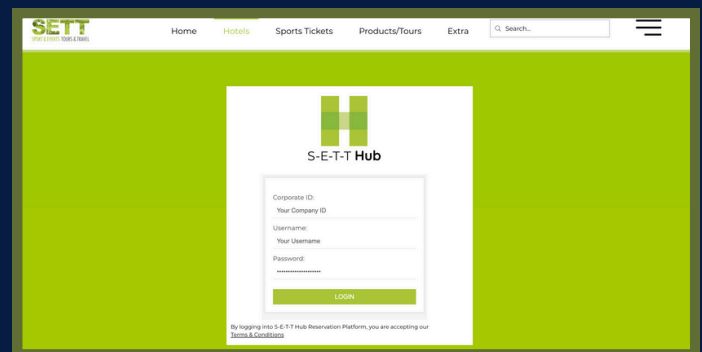 SETT
SPORT & EVENTS TOURS & TRAVEL
Home
Hotels
Sports Tickets
Products/Tours
Extra
Search...
S-E-T-T Hub
Corporate ID:
Your Company ID
Username:
Your Username
Password:
LOGIN
By logging into S-E-T-T Hub Reservation Platform, you are accepting our
Terms & Conditions